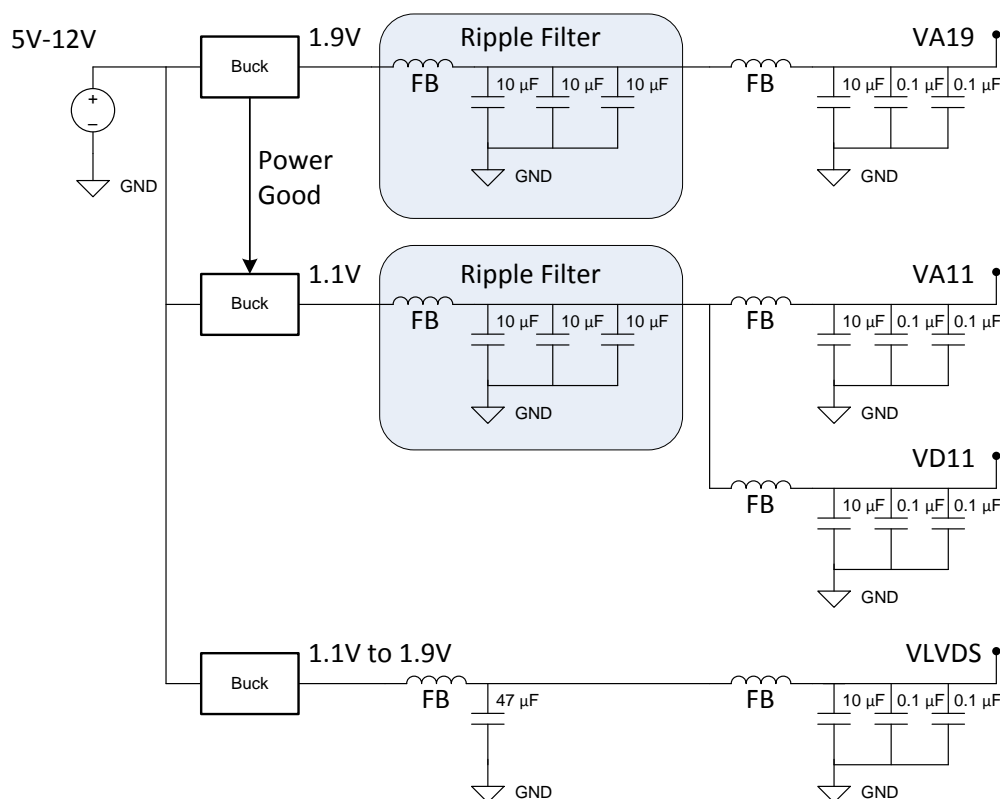 5V-12V
Buck
1.9V
Ripple Filter
VA19
FB
10 µF
10 µF
10 µF
FB
10 µF
0.1 µF
0.1 µF
+
−
GND
GND
GND
Power
Good
Buck
1.1V
Ripple Filter
VA11
FB
10 µF
10 µF
10 µF
FB
10 µF
0.1 µF
0.1 µF
GND
GND
VD11
FB
10 µF
0.1 µF
0.1 µF
GND
Buck
1.1V to 1.9V
VLVDS
FB
47 µF
FB
10 µF
0.1 µF
0.1 µF
GND
GND